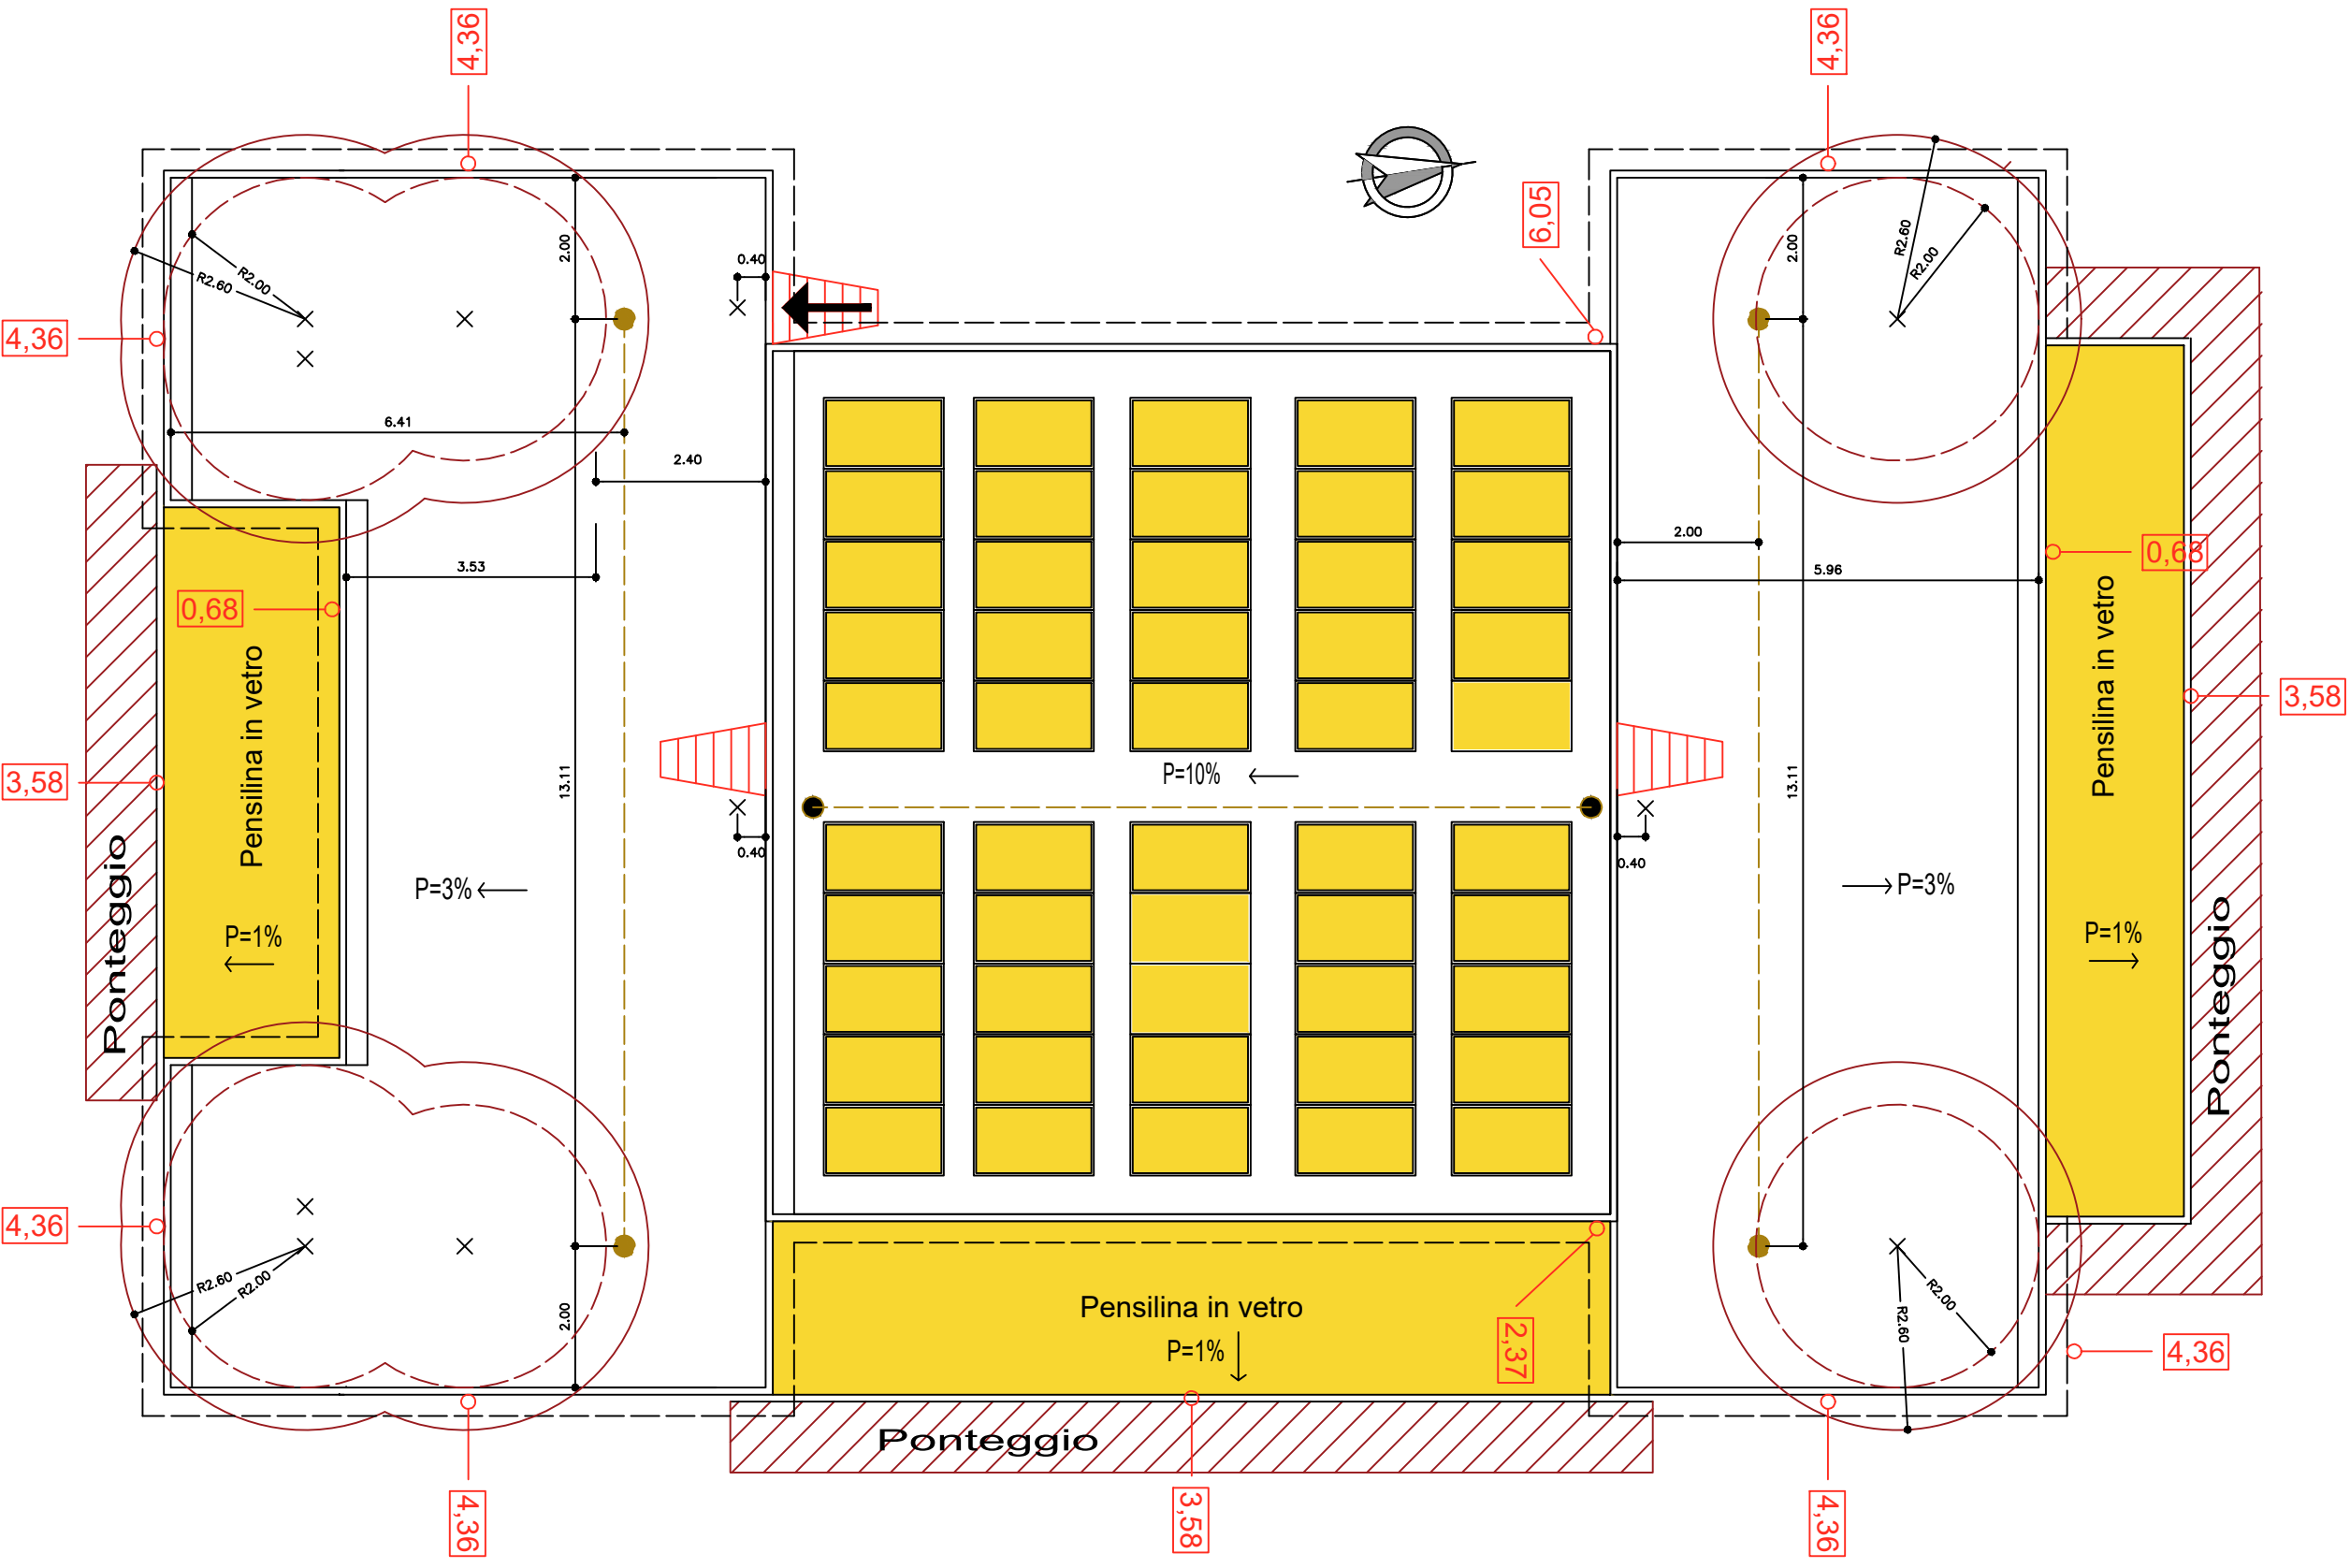 4,36
4,36
6,05
2.00
R2.00
R2.60
0.40
2.00
R2.60
R2.00
4,36
6.41
2.40
2.00
0,68
3.53
5.96
0,68
Pensilina in vetro
Pensilina in vetro
3,58
3,58
13.11
P=10%
13.11
0.40
0.40
Ponteggio
P=3%
P=3%
P=1%
P=1%
Ponteggio
4,36
R2.60
R2.00
2.00
Pensilina in vetro
P=1%
2,37
R2.00
R2.60
4,36
Ponteggio
4,36
3,58
4,36